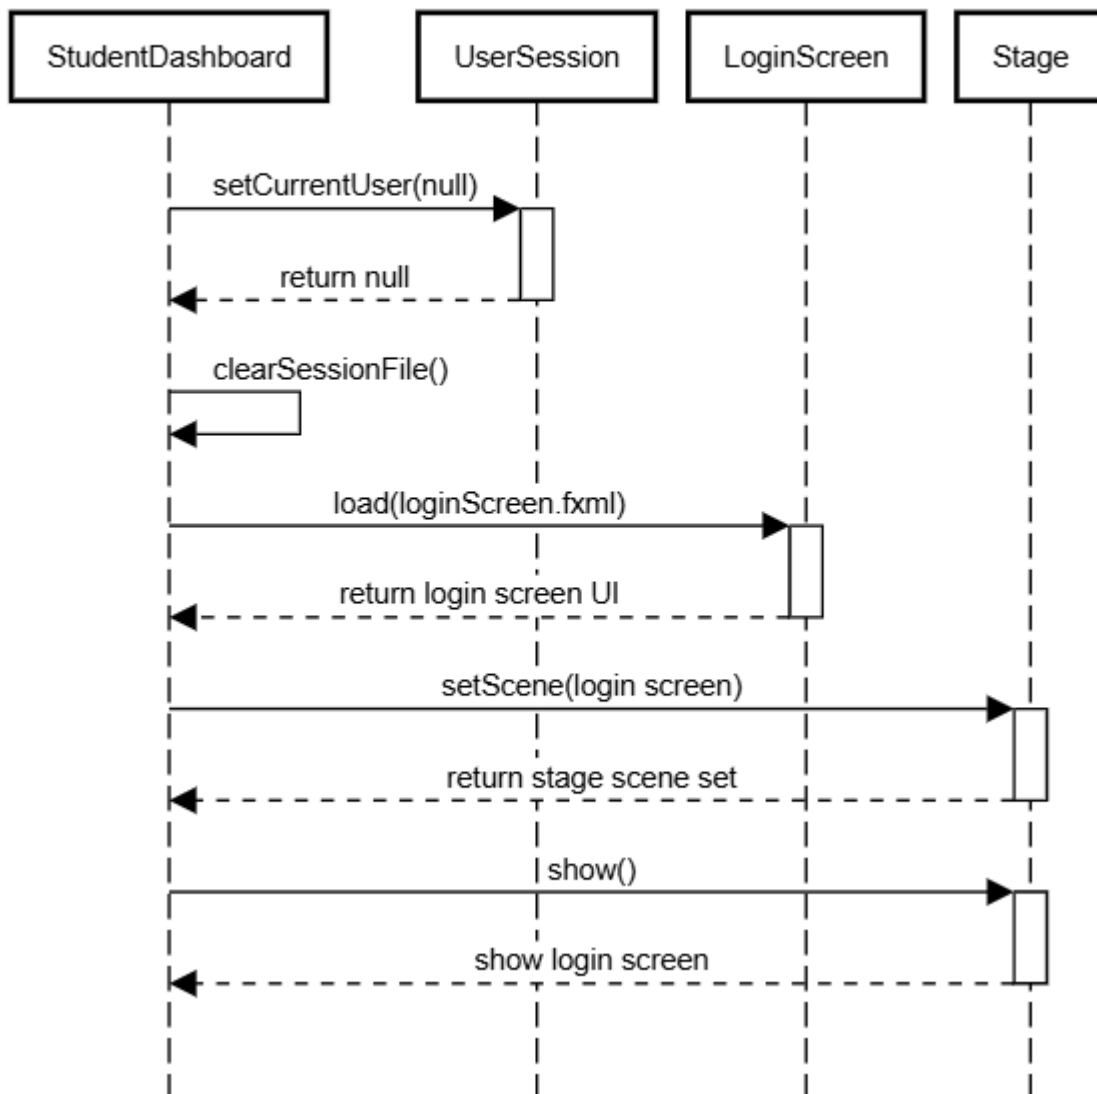 StudentDashboard
UserSession
LoginScreen
Stage
setCurrentUser(null)
return null
clearSessionFile()
load(loginScreen.fxml)
return login screen UI
setScene(login screen)
return stage scene set
show()
show login screen